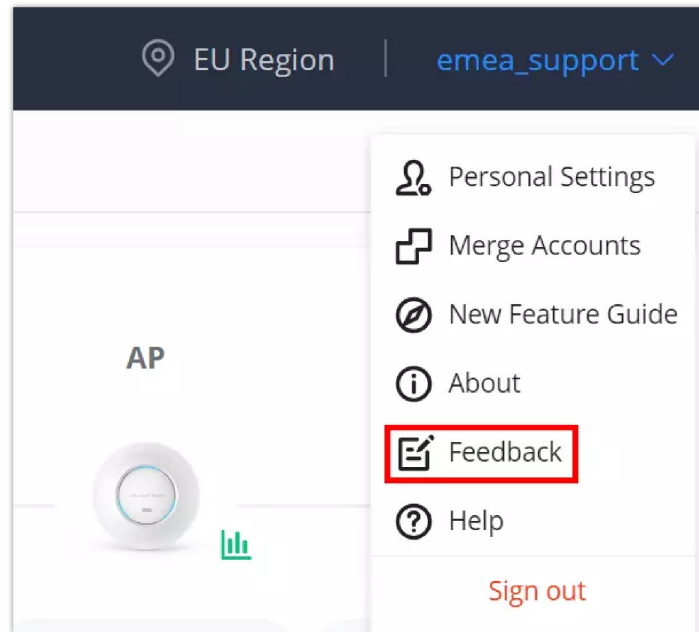 EU Region
emea_support
Personal Settings
Merge Accounts
New Feature Guide
About
Feedback
Help
Sign out
AP